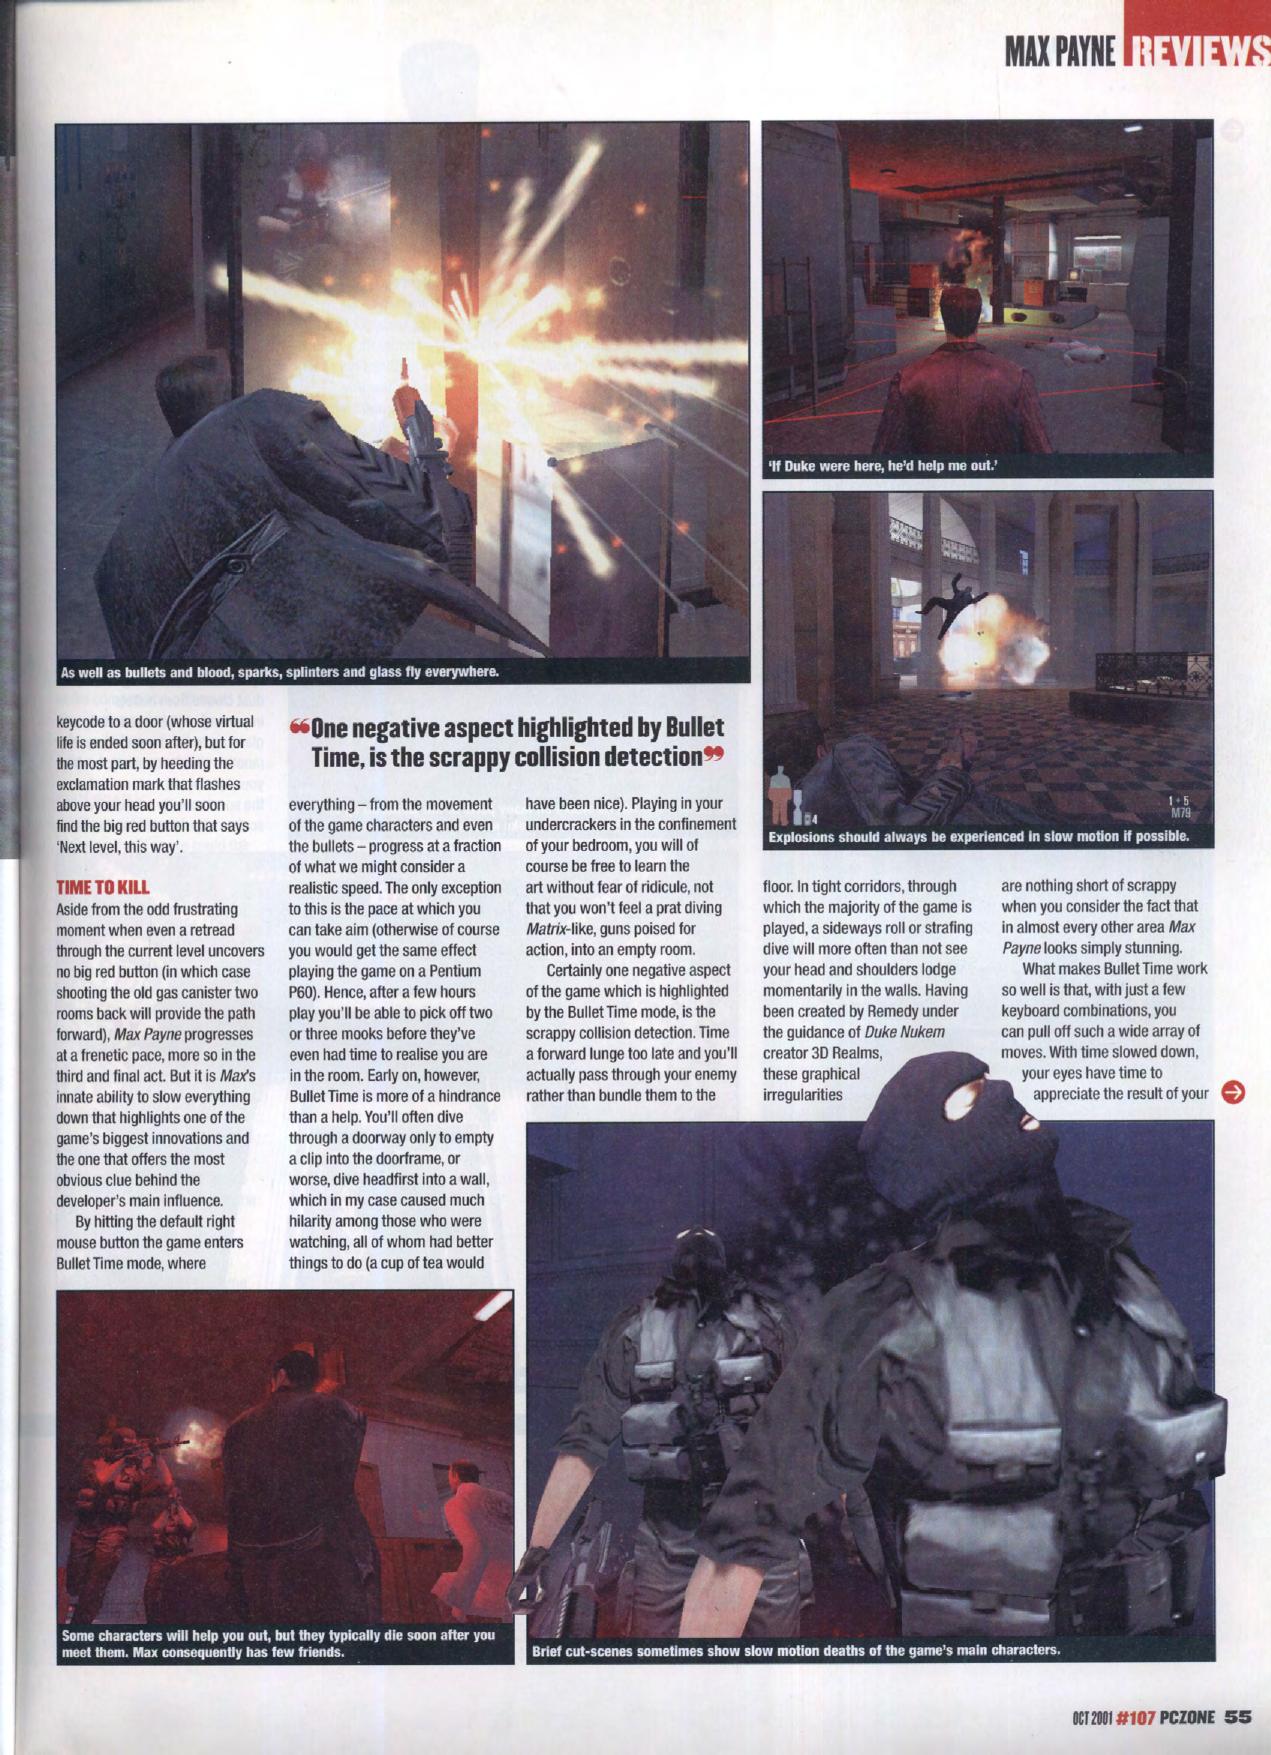 MAX PAYNE REVIEWS
As well as bullets and blood, sparks, splinters and glass fly everywhere.
'If Duke were here, he'd help me out.'
4
1 + 5
M79
Explosions should always be experienced in slow motion if possible.
keycode to a door (whose virtual
life is ended soon after), but for
the most part, by heeding the
exclamation mark that flashes
above your head you'll soon
find the big red button that says
'Next level, this way'.
TIME TO KILL
Aside from the odd frustrating
moment when even a retread
through the current level uncovers
no big red button (in which case
shooting the old gas canister two
rooms back will provide the path
forward), Max Payne progresses
at a frenetic pace, more so in the
third and final act. But it is Max's
innate ability to slow everything
down that highlights one of the
game's biggest innovations and
the one that offers the most
obvious clue behind the
developer's main influence.
By hitting the default right
mouse button the game enters
Bullet Time mode, where
“One negative aspect highlighted by Bullet
Time, is the scrappy collision detection”
everything – from the movement
of the game characters and even
the bullets – progress at a fraction
of what we might consider a
realistic speed. The only exception
to this is the pace at which you
can take aim (otherwise of course
you would get the same effect
playing the game on a Pentium
P60). Hence, after a few hours
play you'll be able to pick off two
or three mooks before they've
even had time to realise you are
in the room. Early on, however,
Bullet Time is more of a hindrance
than a help. You'll often dive
through a doorway only to empty
a clip into the doorframe, or
worse, dive headfirst into a wall,
which in my case caused much
hilarity among those who were
watching, all of whom had better
things to do (a cup of tea would
have been nice). Playing in your
undercrackers in the confinement
of your bedroom, you will of
course be free to learn the
art without fear of ridicule, not
that you won't feel a prat diving
Matrix-like, guns poised for
action, into an empty room.
Certainly one negative aspect
of the game which is highlighted
by the Bullet Time mode, is the
scrappy collision detection. Time
a forward lunge too late and you'll
actually pass through your enemy
rather than bundle them to the
floor. In tight corridors, through
which the majority of the game is
played, a sideways roll or strafing
dive will more often than not see
your head and shoulders lodge
momentarily in the walls. Having
been created by Remedy under
the guidance of Duke Nukem
creator 3D Realms,
these graphical
irregularities
are nothing short of scrappy
when you consider the fact that
in almost every other area Max
Payne looks simply stunning.
What makes Bullet Time work
so well is that, with just a few
keyboard combinations, you
can pull off such a wide array of
moves. With time slowed down,
your eyes have time to
appreciate the result of your
Some characters will help you out, but they typically die soon after you
meet them. Max consequently has few friends.
Brief cut-scenes sometimes show slow motion deaths of the game's main characters.
OCT 2001 #107 PCZONE 55